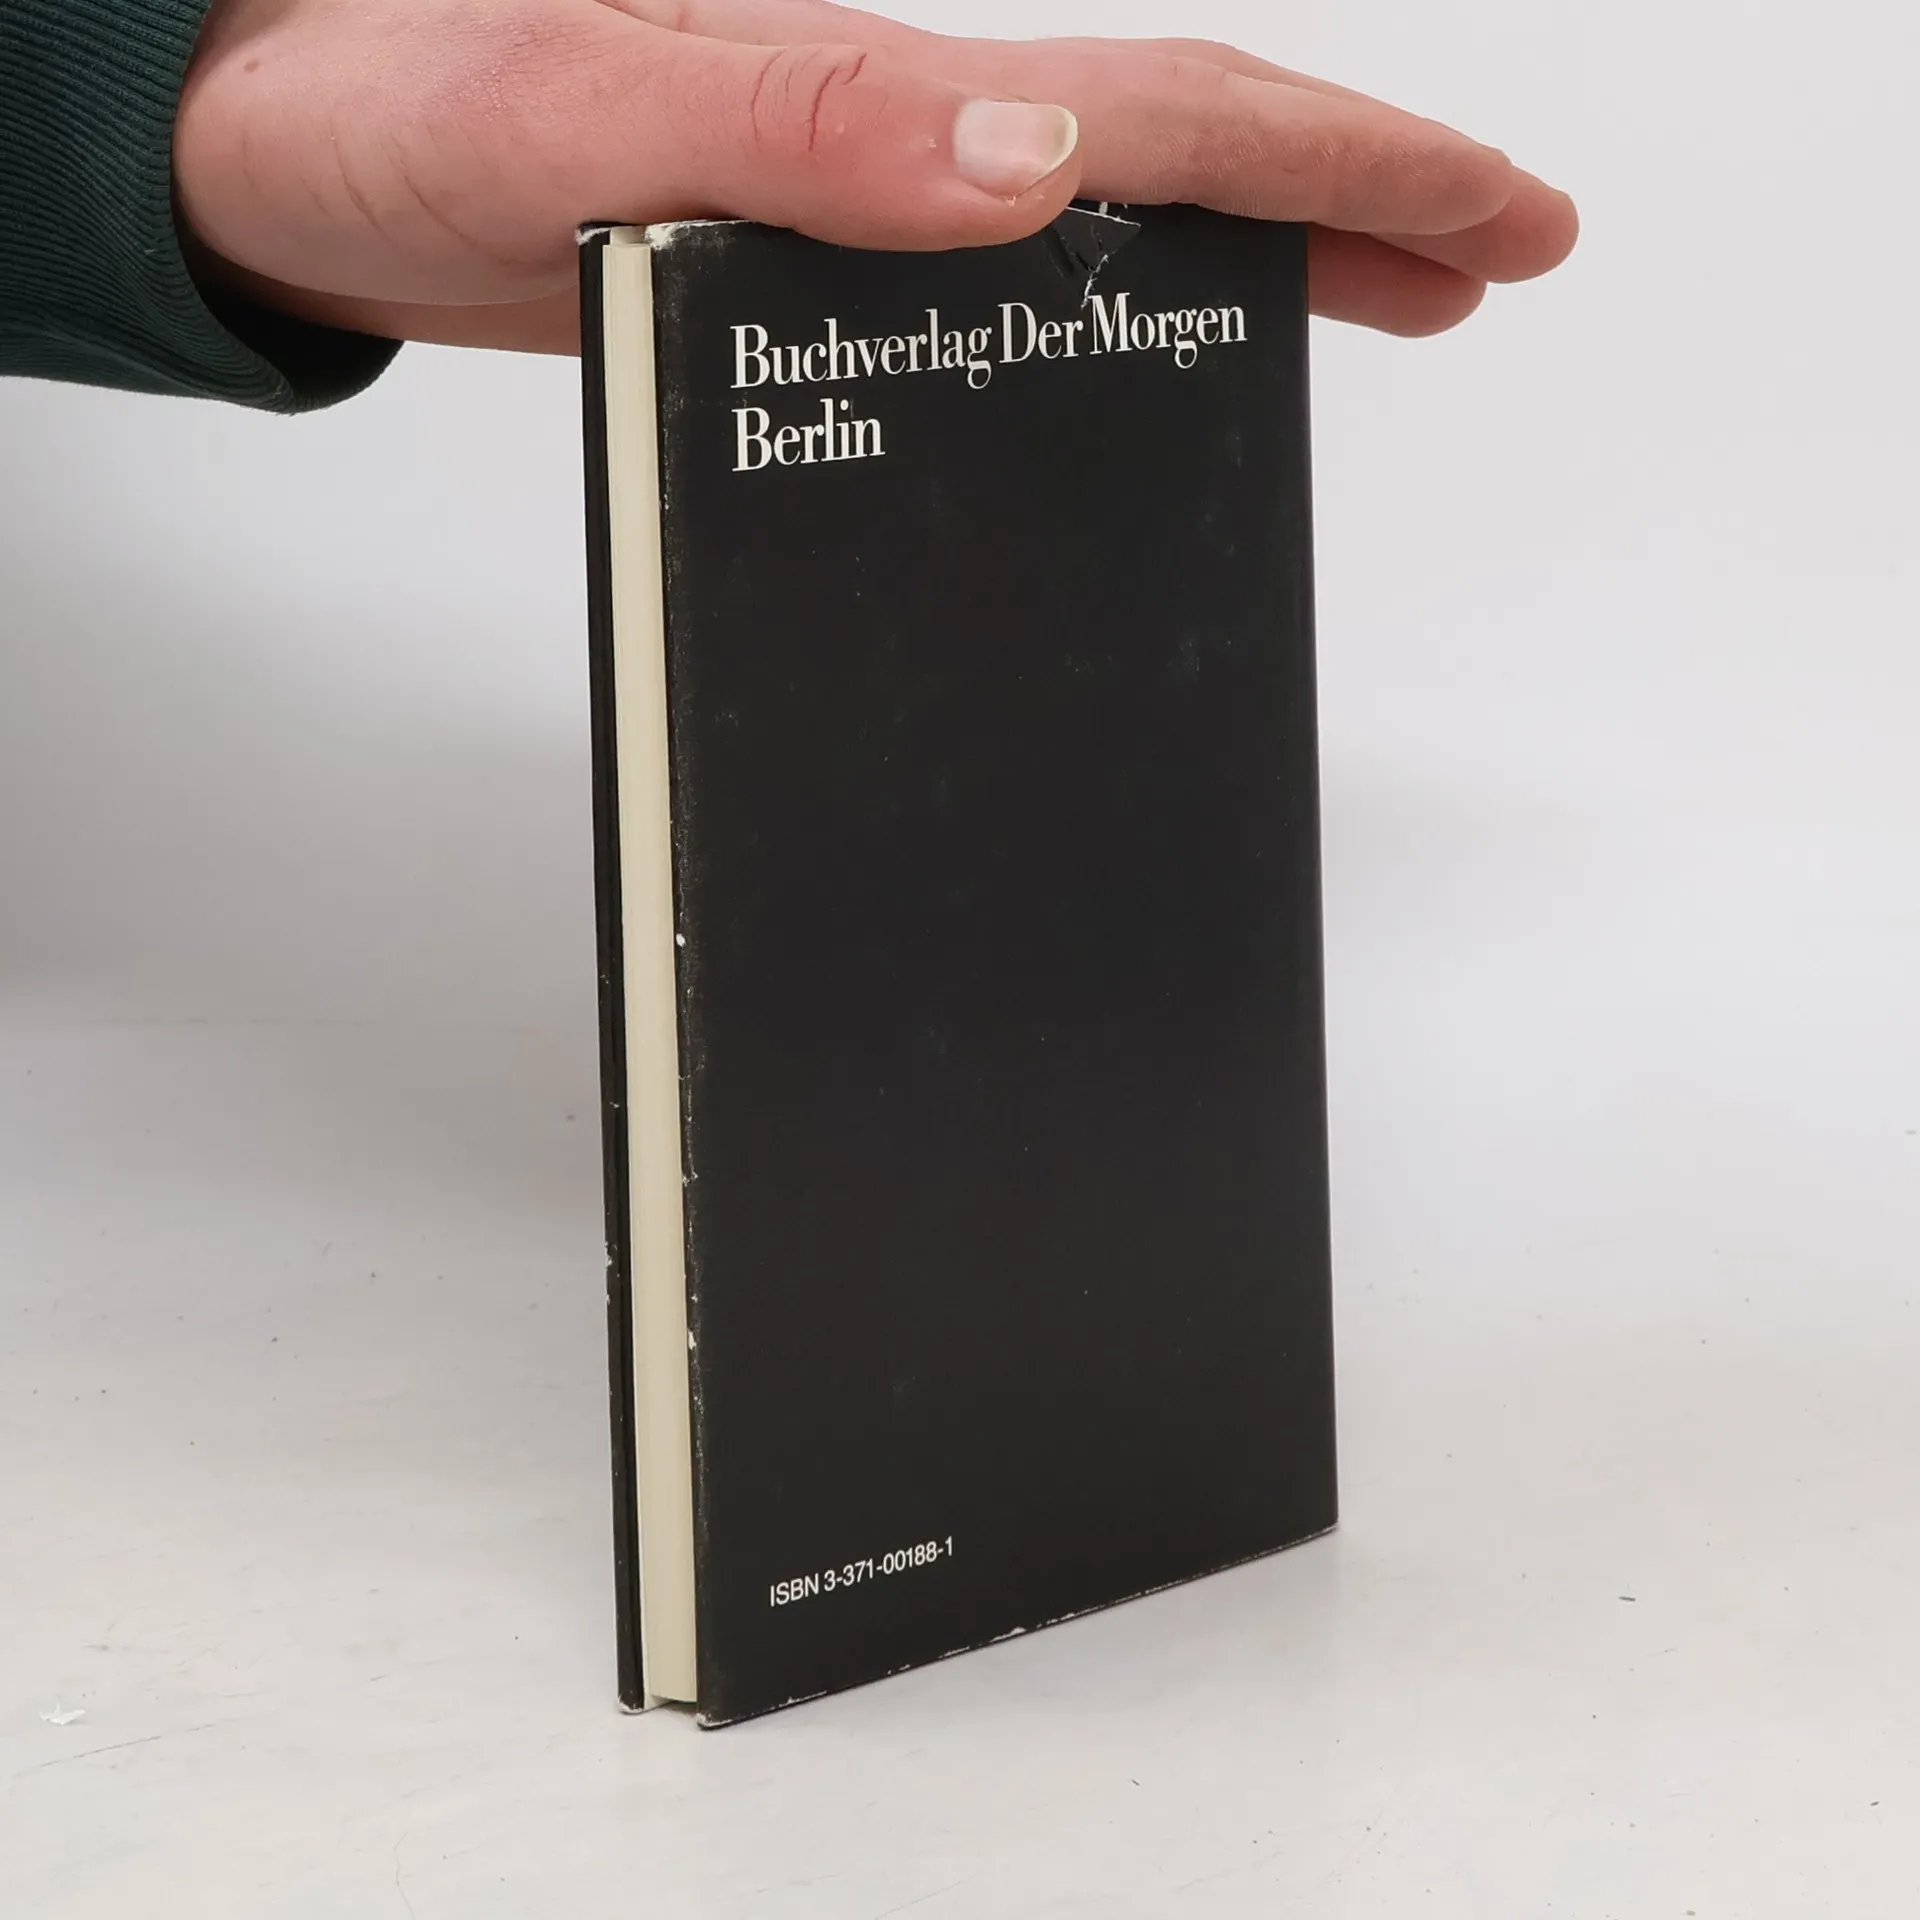 Buchverlag Der Morgen
Berlin
ISBN 3-371-00188-1